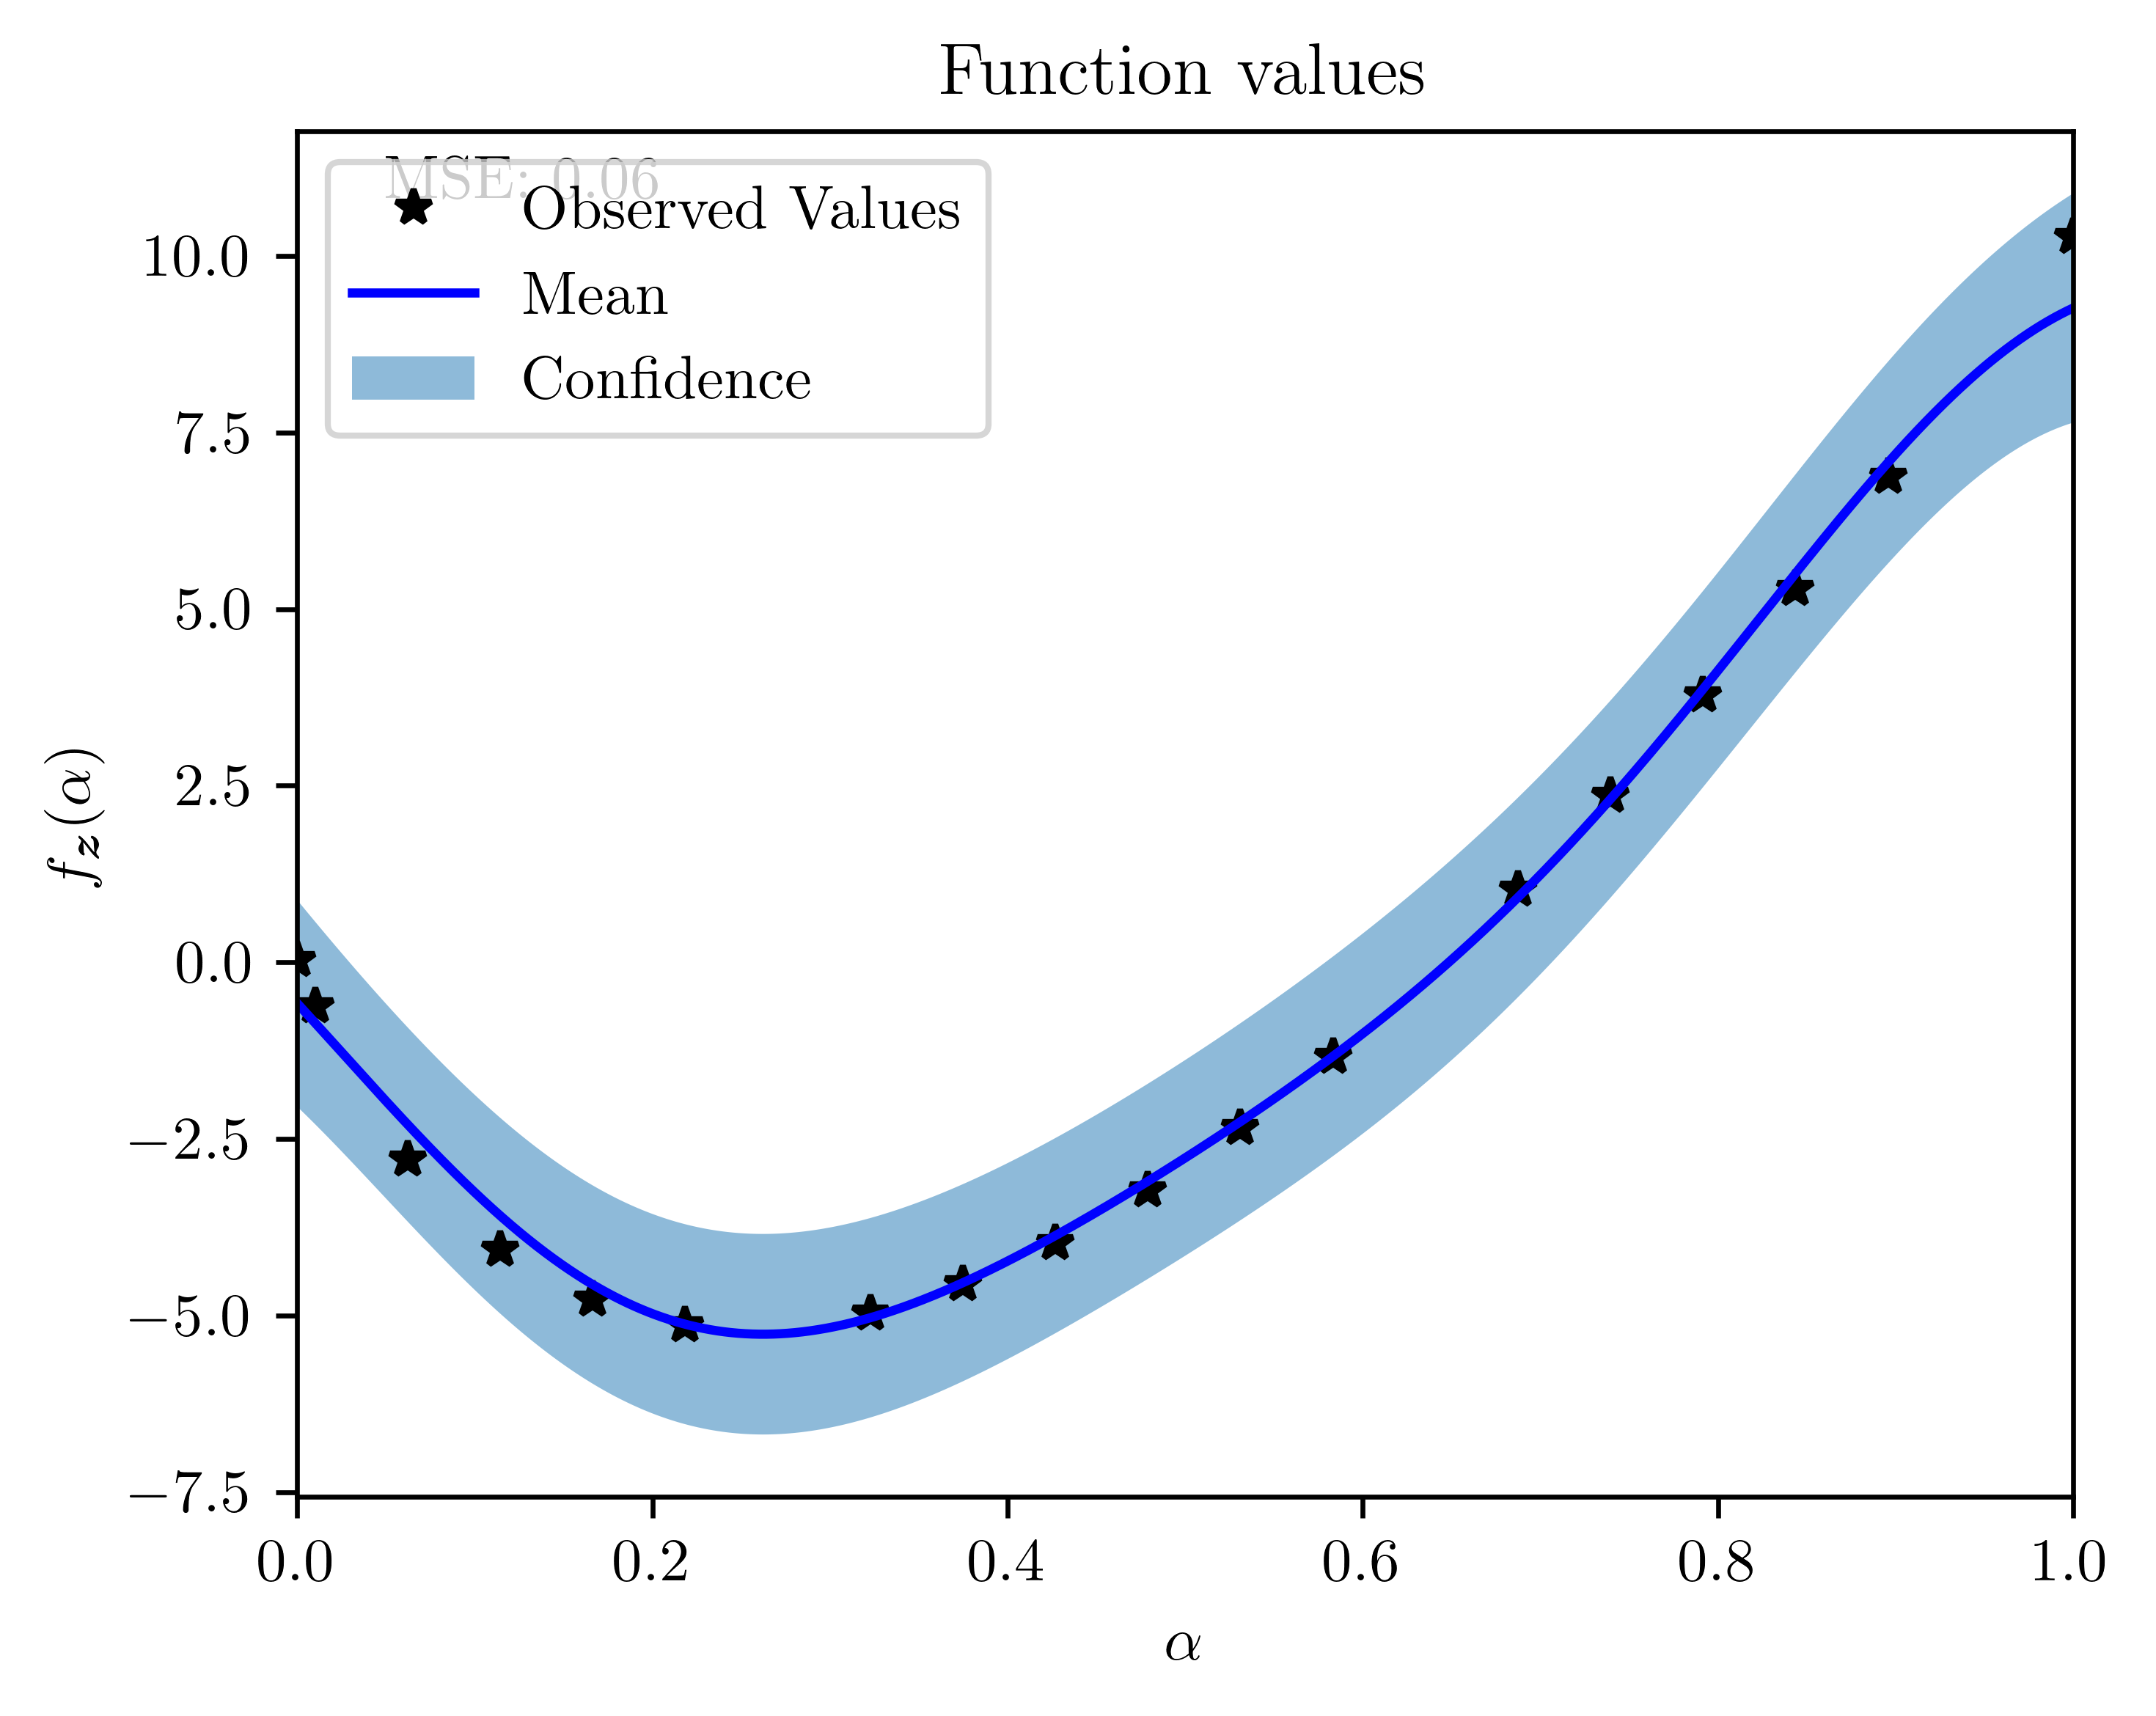 Function values
MSE: 0.06
Observed Values
Mean
Confidence
10.0
7.5
5.0
2.5
0.0
−2.5
−5.0
−7.5
f_z(α)
0.0 0.2 0.4 0.6 0.8 1.0
α